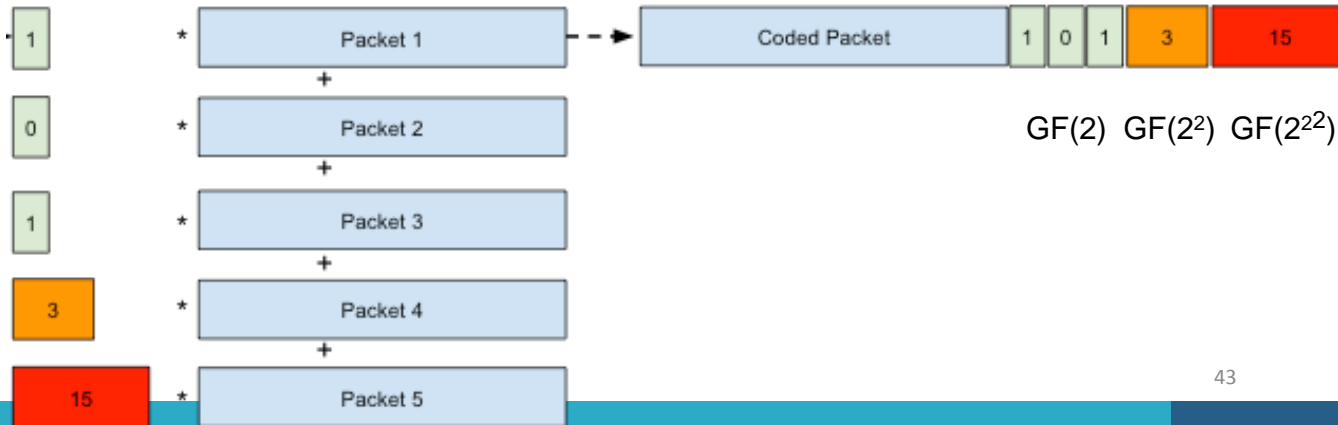 1 * Packet 1 Coded Packet 1 0 1 3 15
+
0 * Packet 2 GF(2) GF(2²) GF(2²²)
+
1 * Packet 3
+
3 * Packet 4
+
15 * Packet 5
43